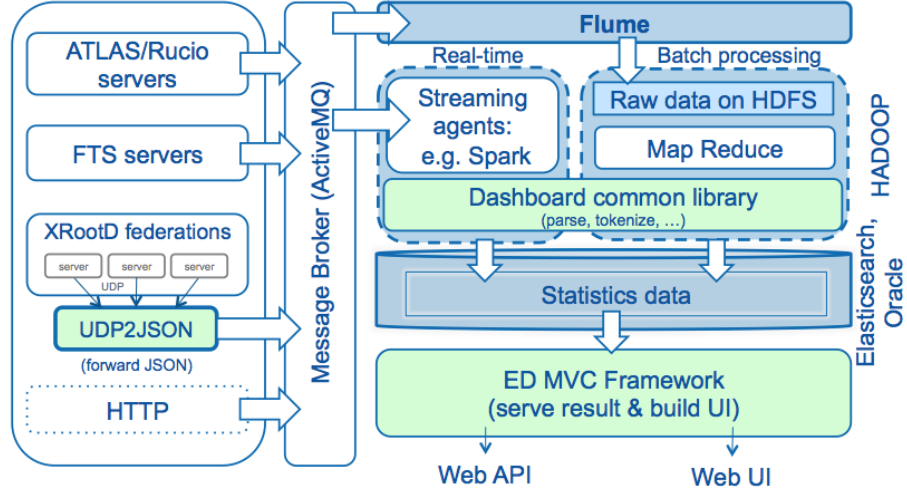 ATLAS/Rucio
servers
FTS servers
XRootD federations
server
server
server
UDP
UDP2JSON
(forward JSON)
HTTP
Message Broker (ActiveMQ)
Flume
Real-time
Batch processing
Streaming
agents:
e.g. Spark
Raw data on HDFS
Map Reduce
Dashboard common library
(parse, tokenize, ...)
HADOOP
Statistics data
Elasticsearch,
Oracle
ED MVC Framework
(serve result & build UI)
Web API
Web UI